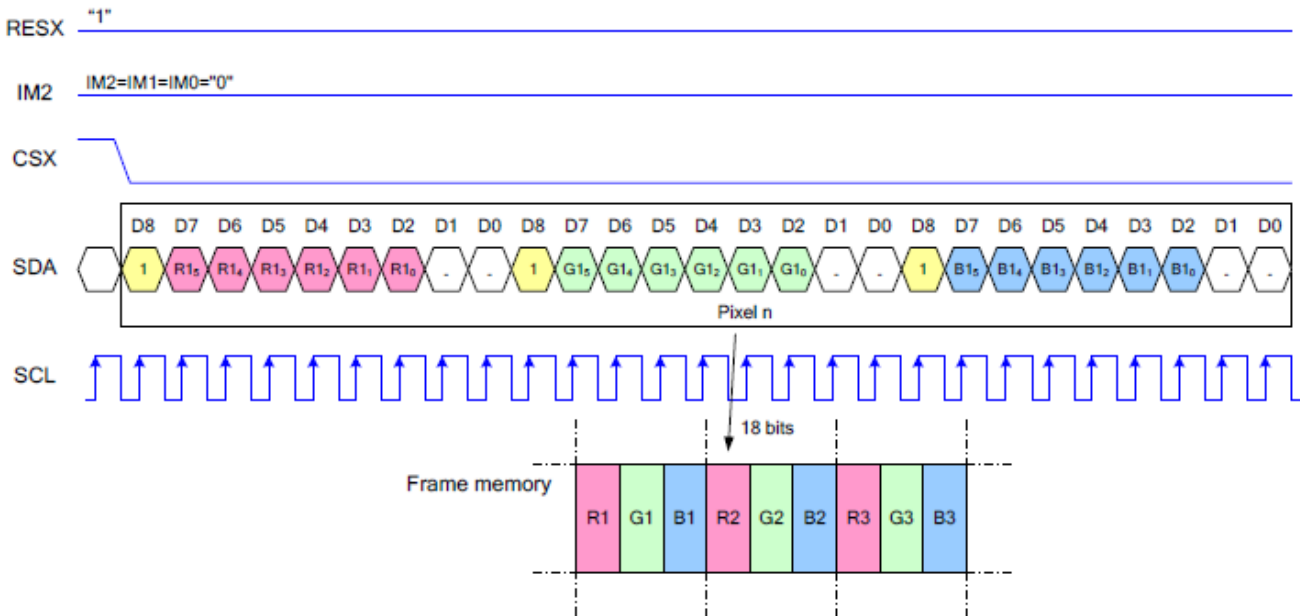 RESX "1"
IM2 IM2=IM1=IM0="0"
CSX
D8 D7 D6 D5 D4 D3 D2 D1 D0 D8 D7 D6 D5 D4 D3 D2 D1 D0 D8 D7 D6 D5 D4 D3 D2 D1 D0
SDA 1 R1₅ R1₄ R1₃ R1₂ R1₁ R1₀ - - 1 G1₅ G1₄ G1₃ G1₂ G1₁ G1₀ - - 1 B1₅ B1₄ B1₃ B1₂ B1₁ B1₀ - -
Pixel n
SCL
18 bits
Frame memory
R1 G1 B1 R2 G2 B2 R3 G3 B3